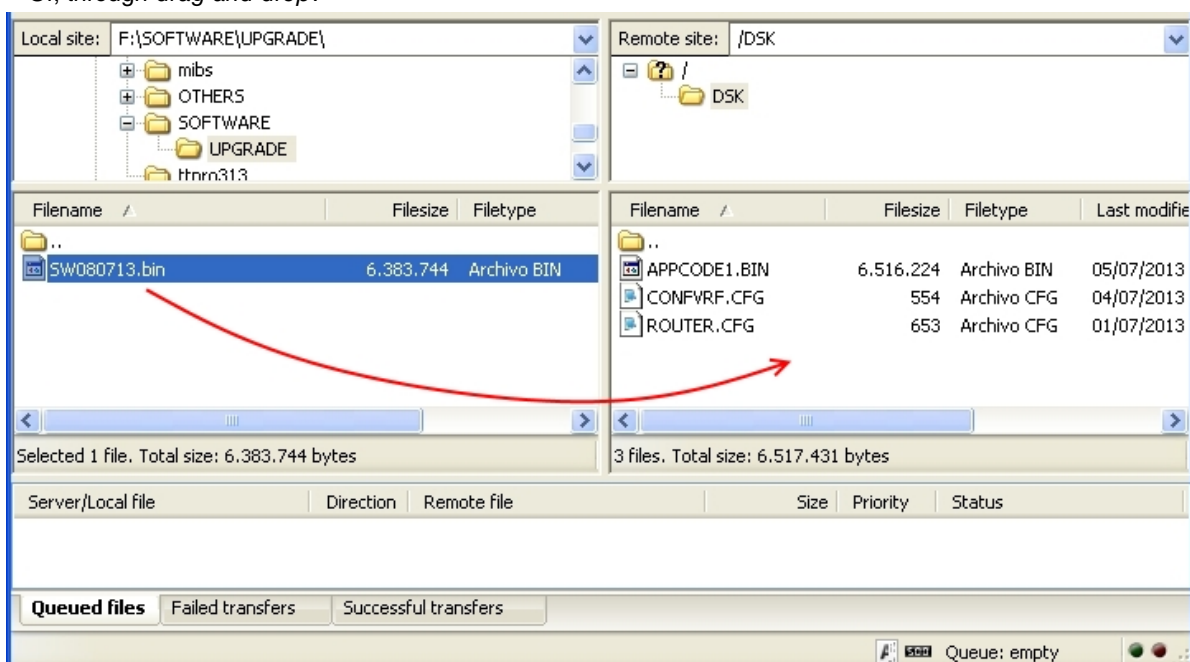 Or, through drag and drop:
Local site: F:\SOFTWARE\UPGRADE\
mibs
OTHERS
SOFTWARE
UPGRADE
ttpro313
Filename Filesize Filetype
..
SW080713.bin 6.383.744 Archivo BIN
Selected 1 file. Total size: 6.383.744 bytes
Remote site: /DSK
/
DSK
Filename Filesize Filetype Last modifie
..
APPCODE1.BIN 6.516.224 Archivo BIN 05/07/2013
CONFVRF.CFG 554 Archivo CFG 04/07/2013
ROUTER.CFG 653 Archivo CFG 01/07/2013
3 files. Total size: 6.517.431 bytes
Server/Local file Direction Remote file Size Priority Status
Queued files Failed transfers Successful transfers
Queue: empty